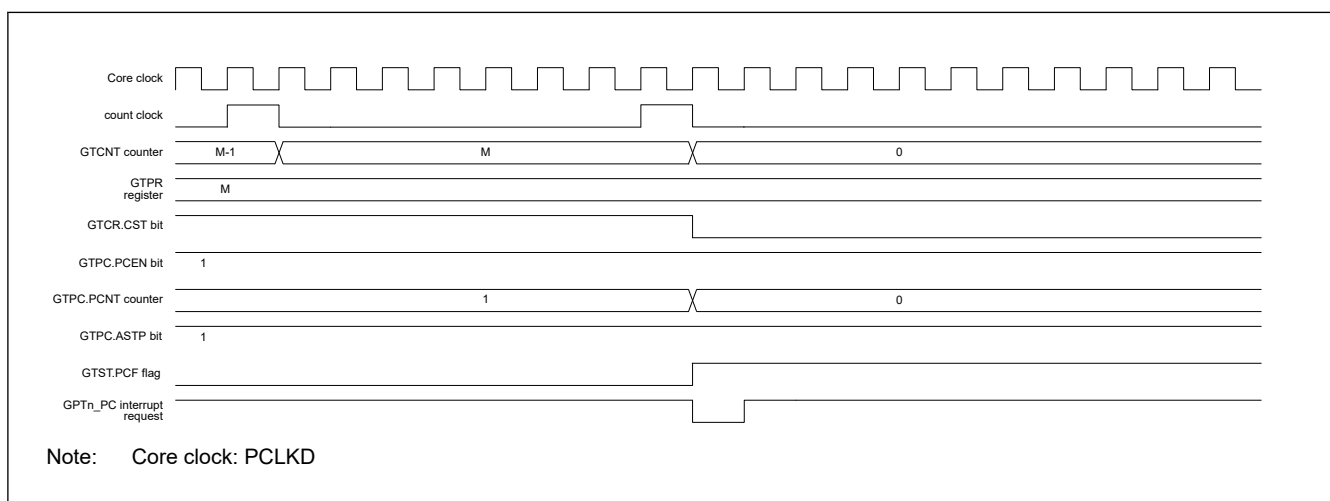 Core clock
count clock
GTCNT counter
M-1
M
0
GTPR
register
M
GTCR.CST bit
GTPC.PCEN bit
1
GTPC.PCNT counter
1
0
GTPC.ASTP bit
1
GTST.PCF flag
GPTn_PC interrupt
request
Note: Core clock: PCLKD